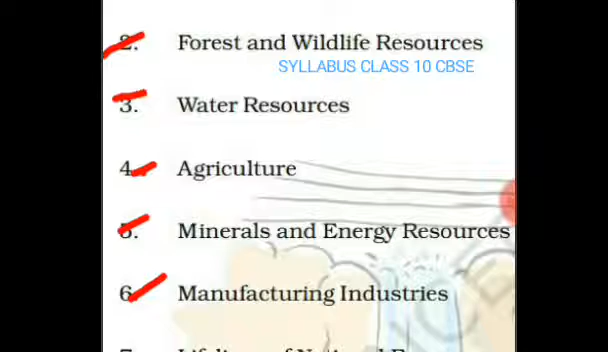 2. Forest and Wildlife Resources
SYLLABUS CLASS 10 CBSE
3. Water Resources
4. Agriculture
5. Minerals and Energy Resources
6. Manufacturing Industries